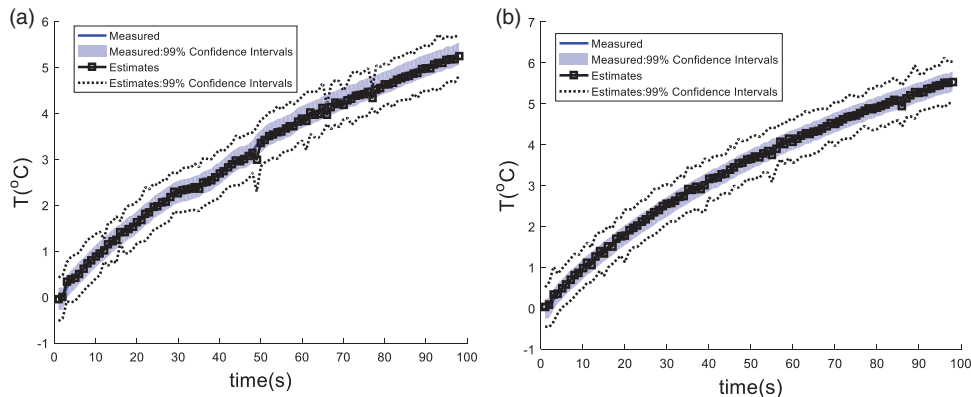 (a)
6
5
4
3
2
1
0
-1
T(°C)
Measured
Measured:99% Confidence Intervals
Estimates
Estimates:99% Confidence Intervals
0 10 20 30 40 50 60 70 80 90 100
time(s)
(b)
7
6
5
4
3
2
1
0
-1
T(°C)
Measured
Measured:99% Confidence Intervals
Estimates
Estimates:99% Confidence Intervals
0 10 20 30 40 50 60 70 80 90 100
time(s)